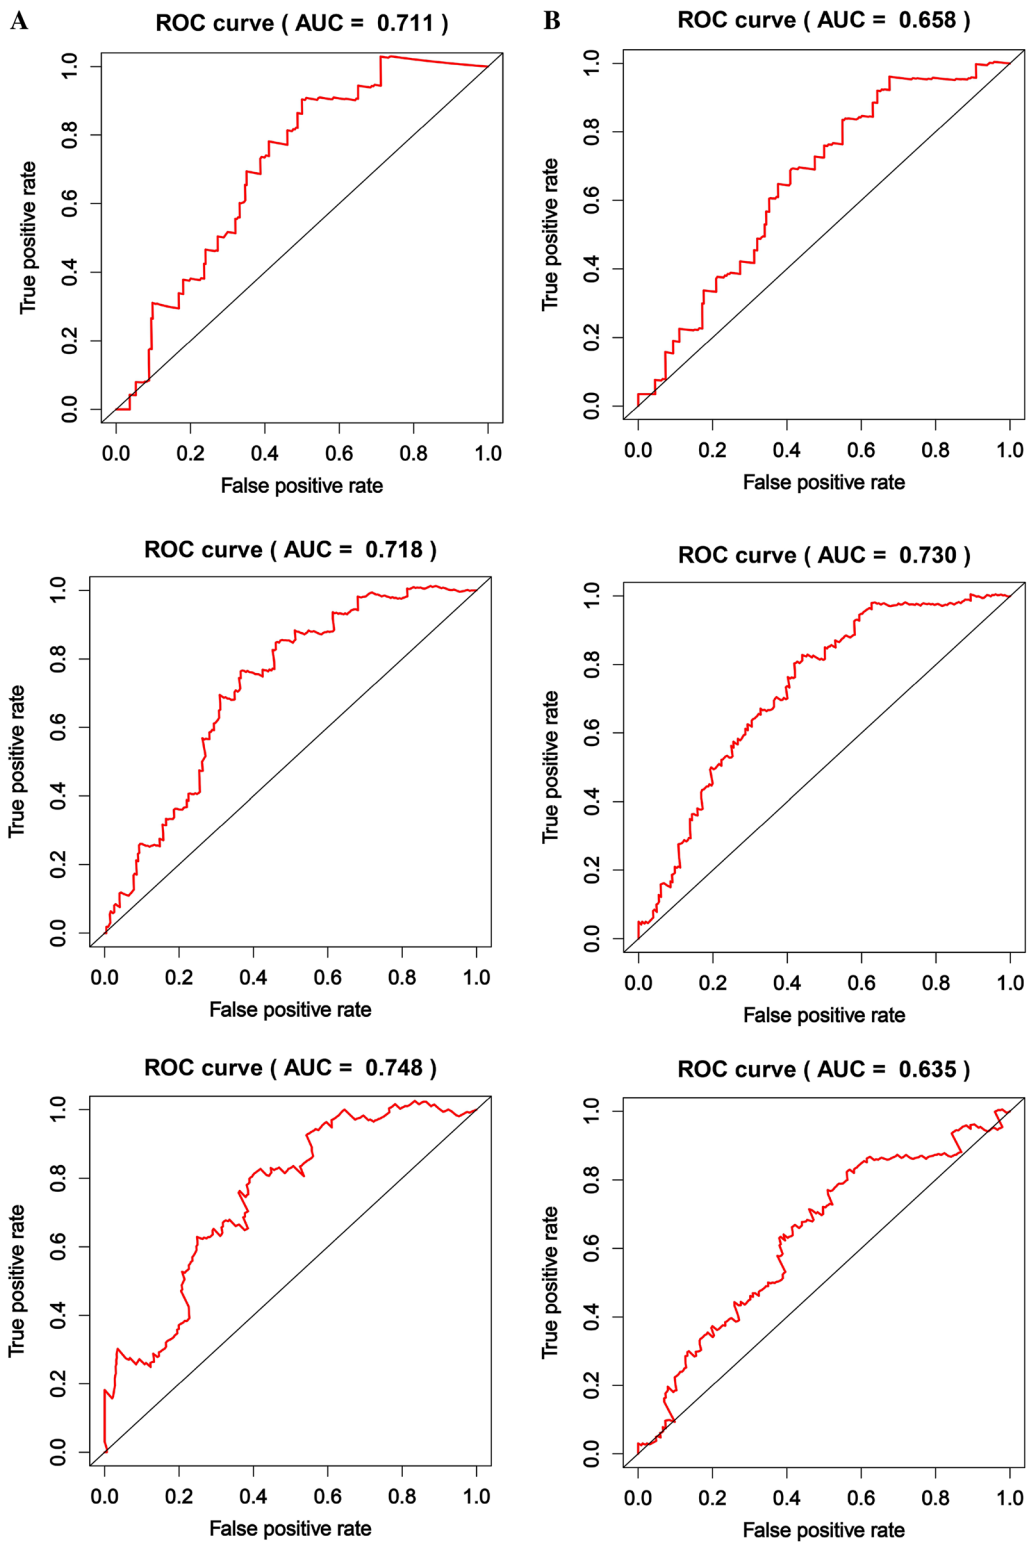 A
ROC curve ( AUC = 0.711 )
1.0
0.8
0.6
0.4
0.2
0.0
True positive rate
0.0 0.2 0.4 0.6 0.8 1.0
False positive rate
B
ROC curve ( AUC = 0.658 )
1.0
0.8
0.6
0.4
0.2
0.0
True positive rate
0.0 0.2 0.4 0.6 0.8 1.0
False positive rate
ROC curve ( AUC = 0.718 )
1.0
0.8
0.6
0.4
0.2
0.0
True positive rate
0.0 0.2 0.4 0.6 0.8 1.0
False positive rate
ROC curve ( AUC = 0.730 )
1.0
0.8
0.6
0.4
0.2
0.0
True positive rate
0.0 0.2 0.4 0.6 0.8 1.0
False positive rate
ROC curve ( AUC = 0.748 )
1.0
0.8
0.6
0.4
0.2
0.0
True positive rate
0.0 0.2 0.4 0.6 0.8 1.0
False positive rate
ROC curve ( AUC = 0.635 )
1.0
0.8
0.6
0.4
0.2
0.0
True positive rate
0.0 0.2 0.4 0.6 0.8 1.0
False positive rate